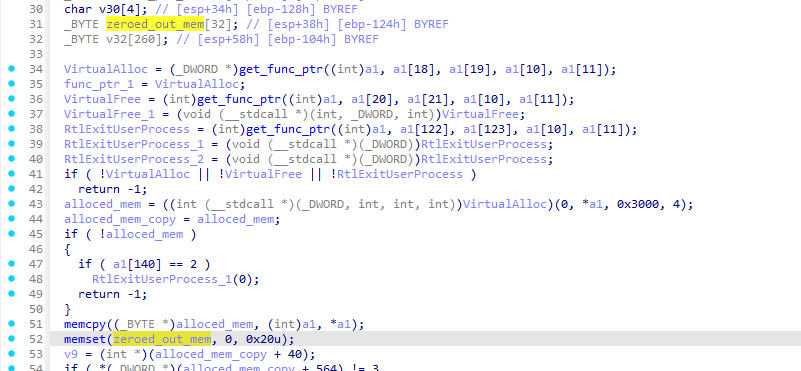 30 char v30[4]; // [esp+34h] [ebp-128h] BYREF
31 _BYTE zeroed_out_mem[32]; // [esp+38h] [ebp-124h] BYREF
32 _BYTE v32[260]; // [esp+58h] [ebp-104h] BYREF
33
34 VirtualAlloc = (_DWORD *)get_func_ptr((int)a1, a1[18], a1[19], a1[10], a1[11]);
35 func_ptr_1 = VirtualAlloc;
36 VirtualFree = (int)get_func_ptr((int)a1, a1[20], a1[21], a1[10], a1[11]);
37 VirtualFree_1 = (void (__stdcall *)(int, _DWORD, int))VirtualFree;
38 RtlExitUserProcess = (int)get_func_ptr((int)a1, a1[122], a1[123], a1[10], a1[11]);
39 RtlExitUserProcess_1 = (void (__stdcall *)(_DWORD))RtlExitUserProcess;
40 RtlExitUserProcess_2 = (void (__stdcall *)(_DWORD))RtlExitUserProcess;
41 if ( !VirtualAlloc || !VirtualFree || !RtlExitUserProcess )
42 return -1;
43 alloced_mem = ((int (__stdcall *)(_DWORD, int, int, int))VirtualAlloc)(0, *a1, 0x3000, 4);
44 alloced_mem_copy = alloced_mem;
45 if ( !alloced_mem )
46 {
47 if ( a1[140] == 2 )
48 RtlExitUserProcess_1(0);
49 return -1;
50 }
51 memcpy((_BYTE *)alloced_mem, (int)a1, *a1);
52 memset(zeroed_out_mem, 0, 0x20u);
53 v9 = (int *)(alloced_mem_copy + 40);
54 if ( *(_DWORD *)(alloced_mem_copy + 564) != 3